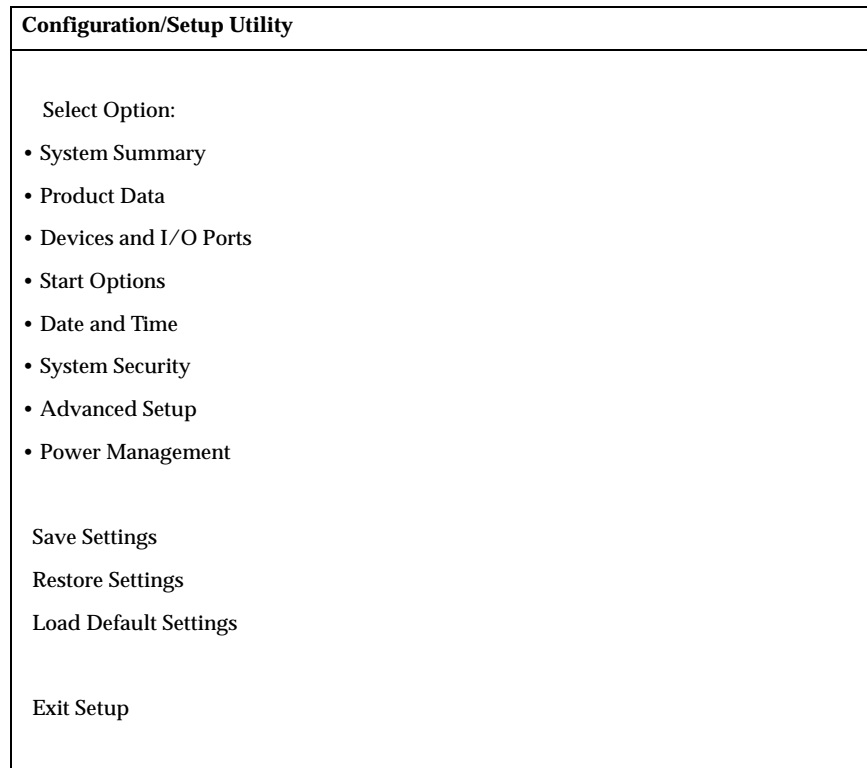 Configuration/Setup Utility
Select Option:
• System Summary
• Product Data
• Devices and I/O Ports
• Start Options
• Date and Time
• System Security
• Advanced Setup
• Power Management
Save Settings
Restore Settings
Load Default Settings
Exit Setup